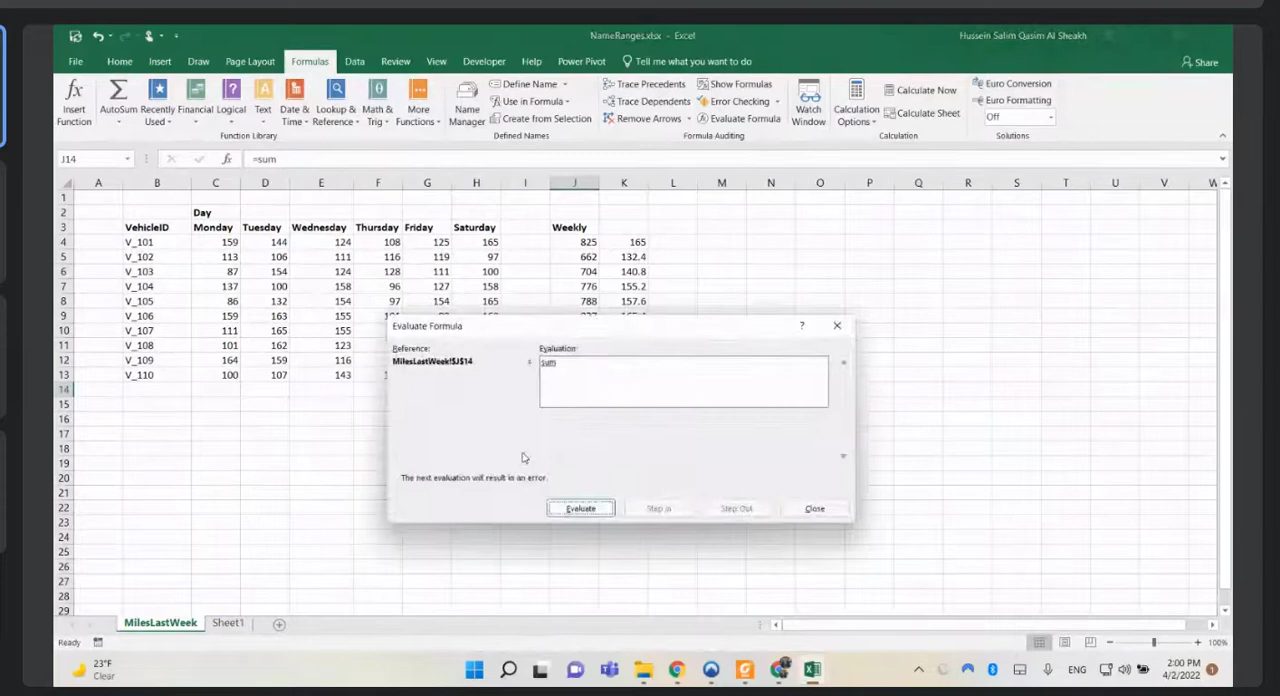 NameRanges.xlsx - Excel
Hussein Salim Qasim Al Sheakh
File Home Insert Draw Page Layout Formulas Data Review View Developer Help Power Pivot Tell me what you want to do Share
Insert Function
AutoSum
Recently Used
Financial
Logical
Text
Date & Time
Lookup & Reference
Math & Trig
More Functions
Function Library
Name Manager
Define Name
Use in Formula
Create from Selection
Defined Names
Trace Precedents
Trace Dependents
Remove Arrows
Show Formulas
Error Checking
Evaluate Formula
Formula Auditing
Watch Window
Calculation Options
Calculate Now
Calculate Sheet
Calculation
Euro Conversion
Euro Formatting
Off
Solutions
J14 fx =sum
A B C D E F G H I J K L M N O P Q R S T U V W
1
2 Day
3 VehicleID Monday Tuesday Wednesday Thursday Friday Saturday Weekly
4 V_101 159 144 124 108 125 165 825 165
5 V_102 113 106 111 116 119 97 662 132.4
6 V_103 87 154 124 128 111 100 704 140.8
7 V_104 137 100 158 96 127 158 776 155.2
8 V_105 86 132 154 97 154 165 788 157.6
9 V_106 159 163 155
10 V_107 111 165 155
11 V_108 101 162 123
12 V_109 164 159 116
13 V_110 100 107 143
14
15
16
17
18
19
20
21
22
23
24
25
26
27
28
29
Evaluate Formula ?
Reference: Evaluation:
MilesLastWeek!$J$14 = sum
The next evaluation will result in an error.
Evaluate Step In Step Out Close
MilesLastWeek Sheet1
Ready 100%
23°F
Clear
ENG
2:00 PM
4/2/2022
1